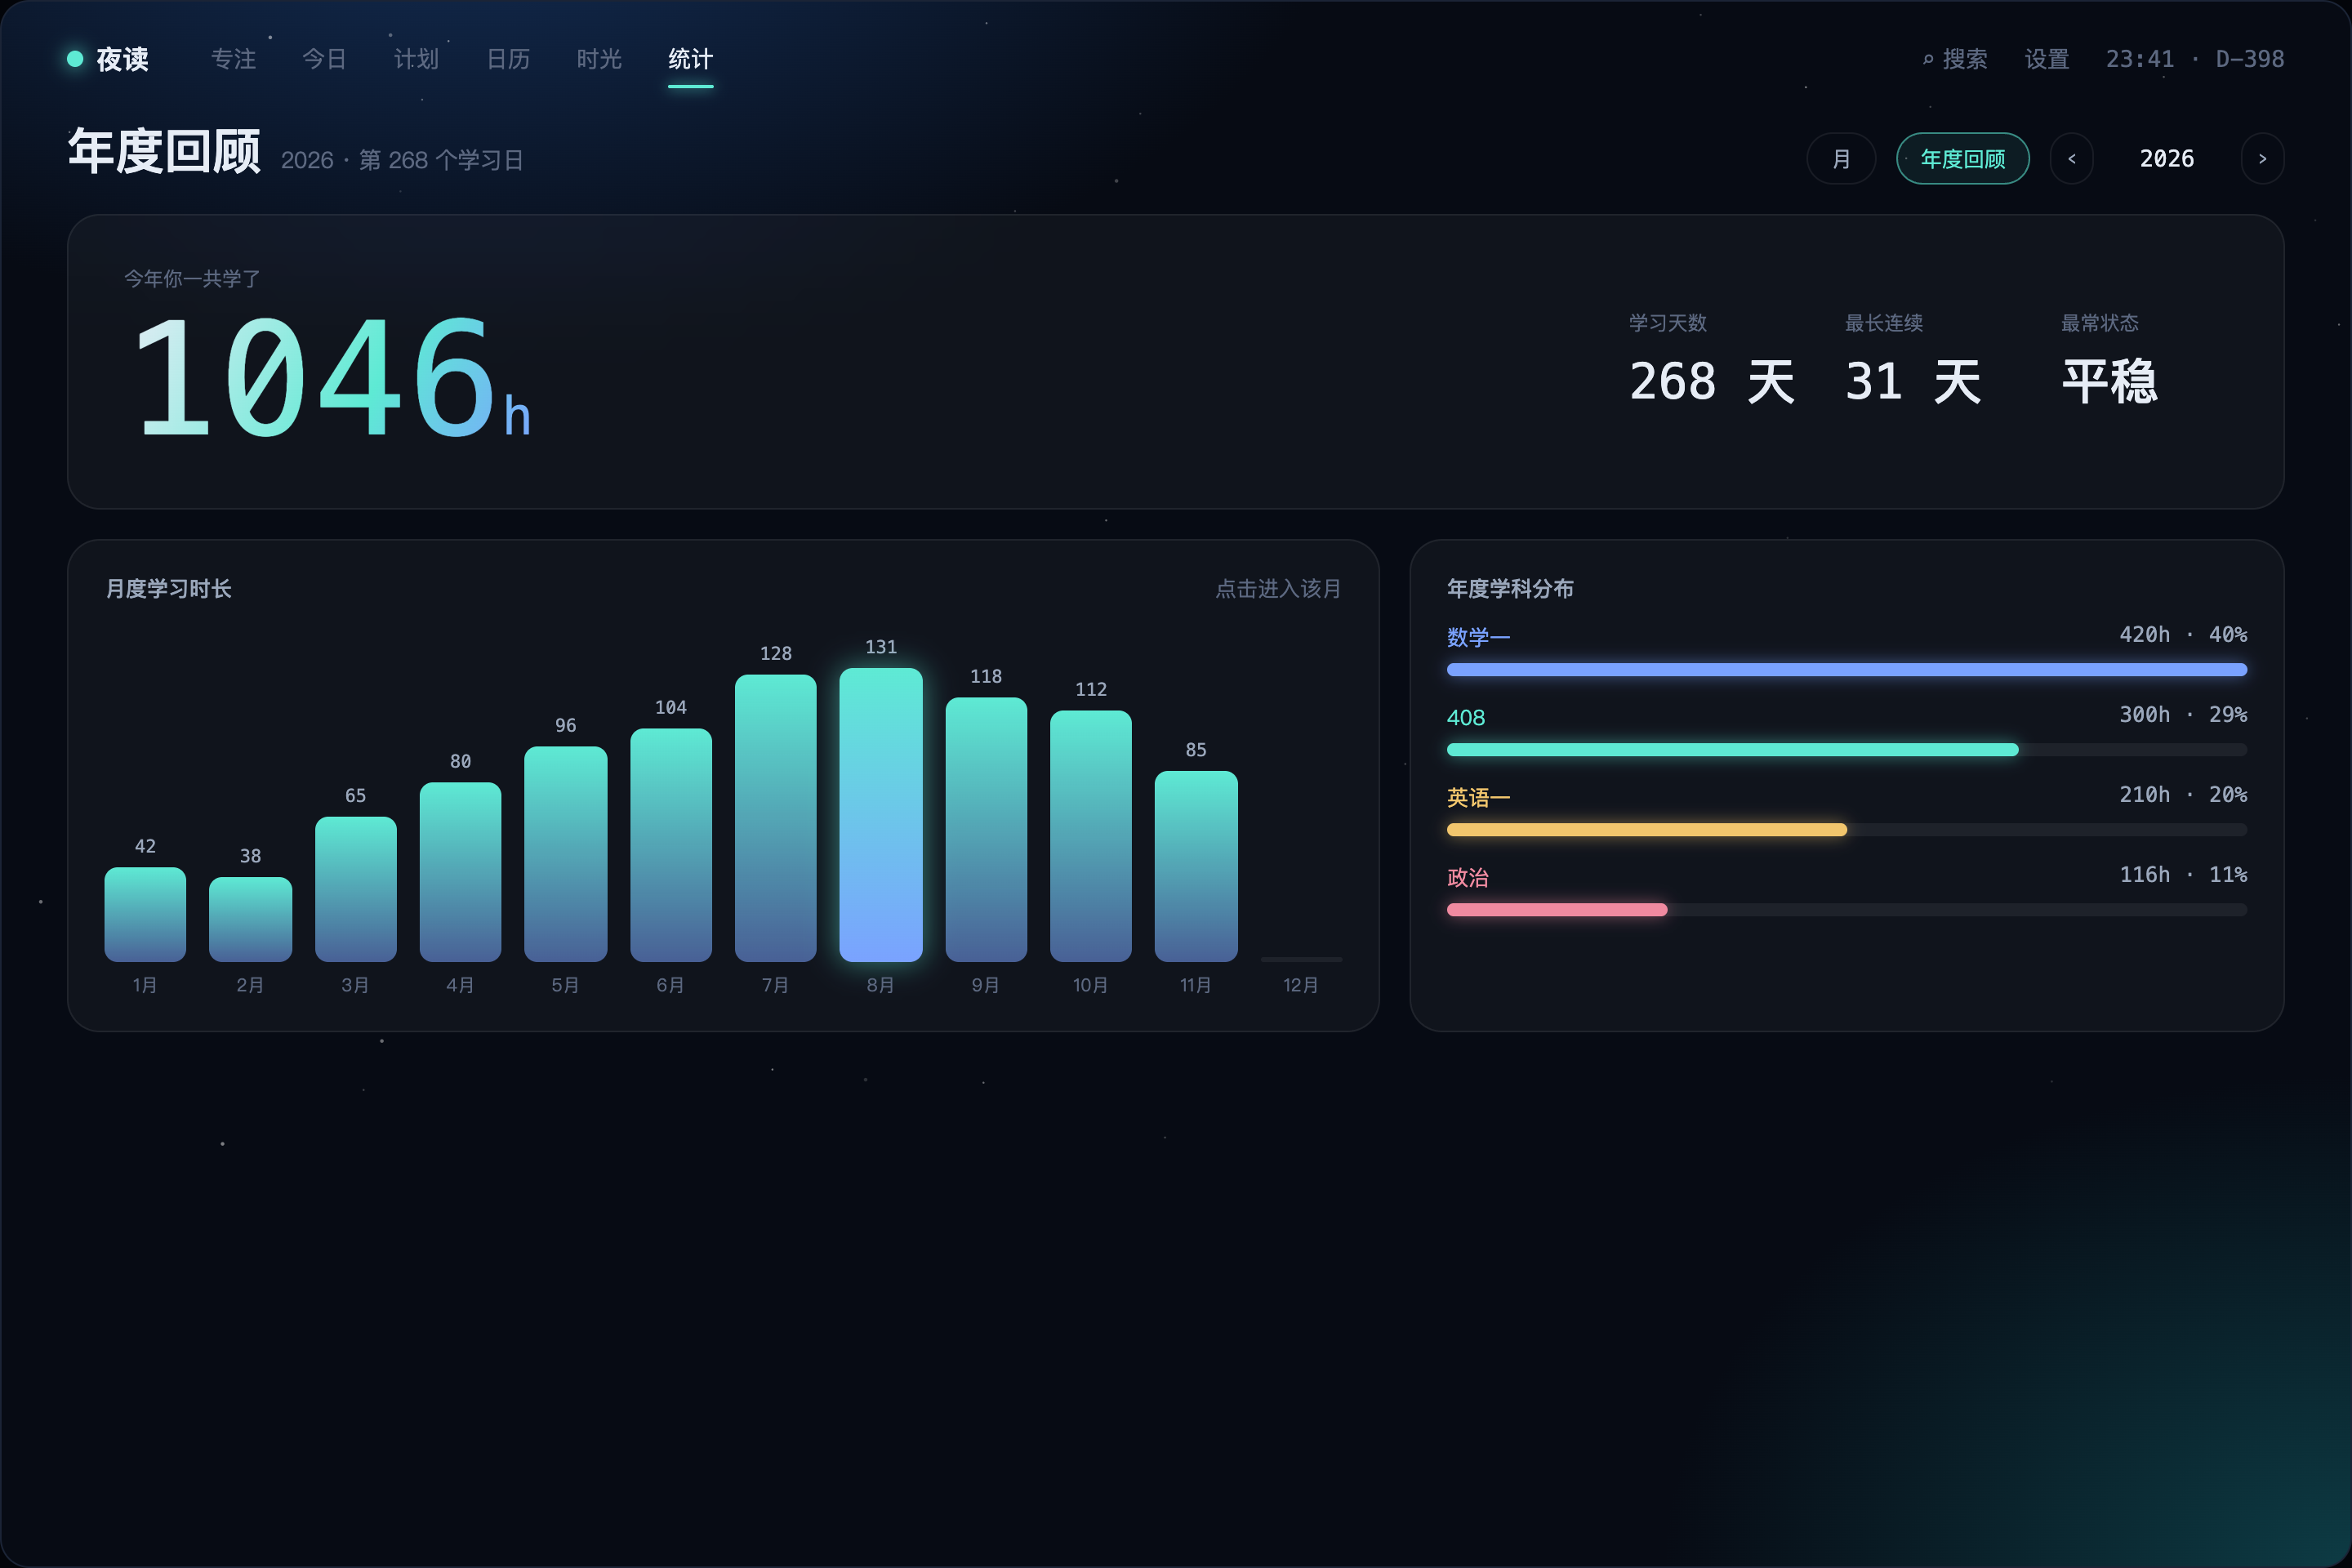 夜读 专注 今日 计划 日历 时光 统计 搜索 设置 23:41 · D-398
年度回顾 2026 · 第 268 个学习日 月 年度回顾 < 2026 >
今年你一共学了
1046h
学习天数 最长连续 最常状态
268 天 31 天 平稳
月度学习时长 点击进入该月
42 38 65 80 96 104 128 131 118 112 85
1月 2月 3月 4月 5月 6月 7月 8月 9月 10月 11月 12月
年度学科分布
数学一 420h · 40%
408 300h · 29%
英语一 210h · 20%
政治 116h · 11%